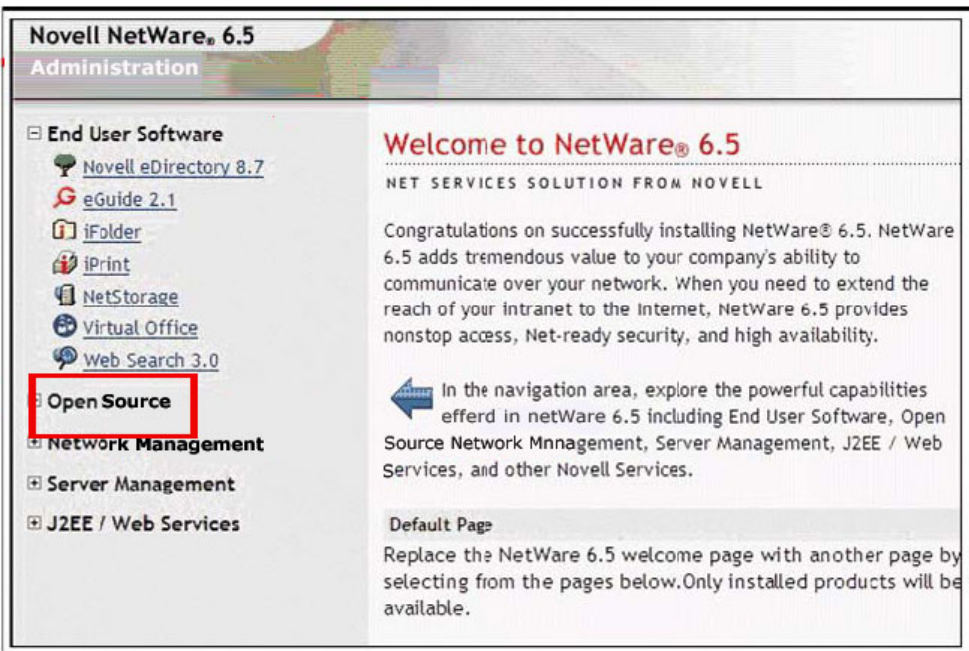 Novell NetWare® 6.5
Administration
End User Software
Novell eDirectory 8.7
eGuide 2.1
iFolder
iPrint
NetStorage
Virtual Office
Web Search 3.0
Open Source
Network Management
Server Management
J2EE / Web Services
Welcome to NetWare® 6.5
NET SERVICES SOLUTION FROM NOVELL
Congratulations on successfully installing NetWare® 6.5. NetWare
6.5 adds tremendous value to your company's ability to
communicate over your network. When you need to extend the
reach of your intranet to the Internet, NetWare 6.5 provides
nonstop access, Net-ready security, and high availability.
In the navigation area, explore the powerful capabilities
efferd in netWare 6.5 including End User Software, Open
Source Network Mnnagement, Server Management, J2EE / Web
Services, and other Novell Services.
Default Page
Replace the NetWare 6.5 welcome page with another page by
selecting from the pages below.Only installed products will be
available.